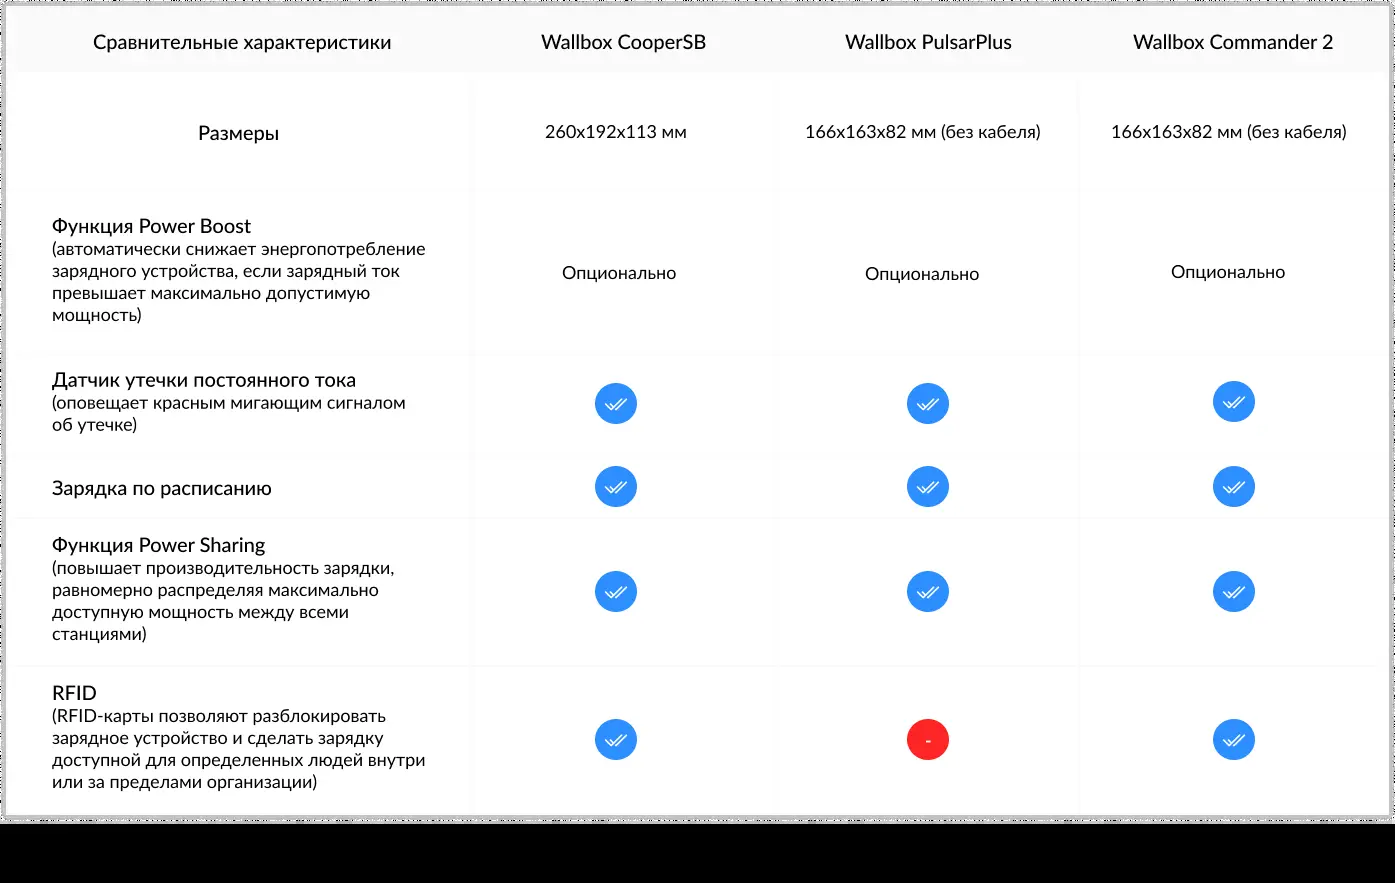 Сравнительные характеристики Wallbox CooperSB Wallbox PulsarPlus Wallbox Commander 2
Размеры 260x192x113 мм 166x163x82 мм (без кабеля) 166x163x82 мм (без кабеля)
Функция Power Boost
(автоматически снижает энергопотребление
зарядного устройства, если зарядный ток
превышает максимально допустимую
мощность)
Опционально Опционально Опционально
Датчик утечки постоянного тока
(оповещает красным мигающим сигналом
об утечке)
Зарядка по расписанию
Функция Power Sharing
(повышает производительность зарядки,
равномерно распределяя максимально
доступную мощность между всеми
станциями)
RFID
(RFID-карты позволяют разблокировать
зарядное устройство и сделать зарядку
доступной для определенных людей внутри
или за пределами организации)
-